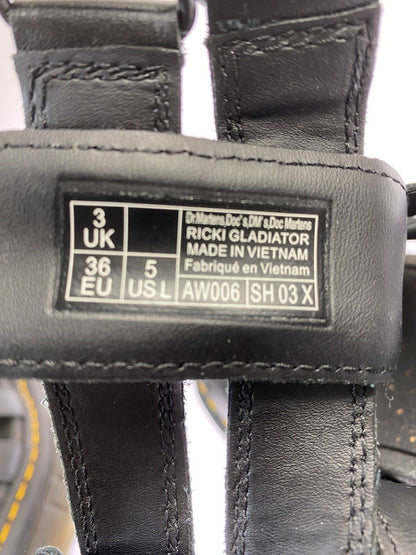 3
UK
36
EU
5
US L
Dr.Martens,Doc's,DM's,Doc Martens
RICKI GLADIATOR
MADE IN VIETNAM
Fabriqué en Vietnam
AW006
SH 03 X